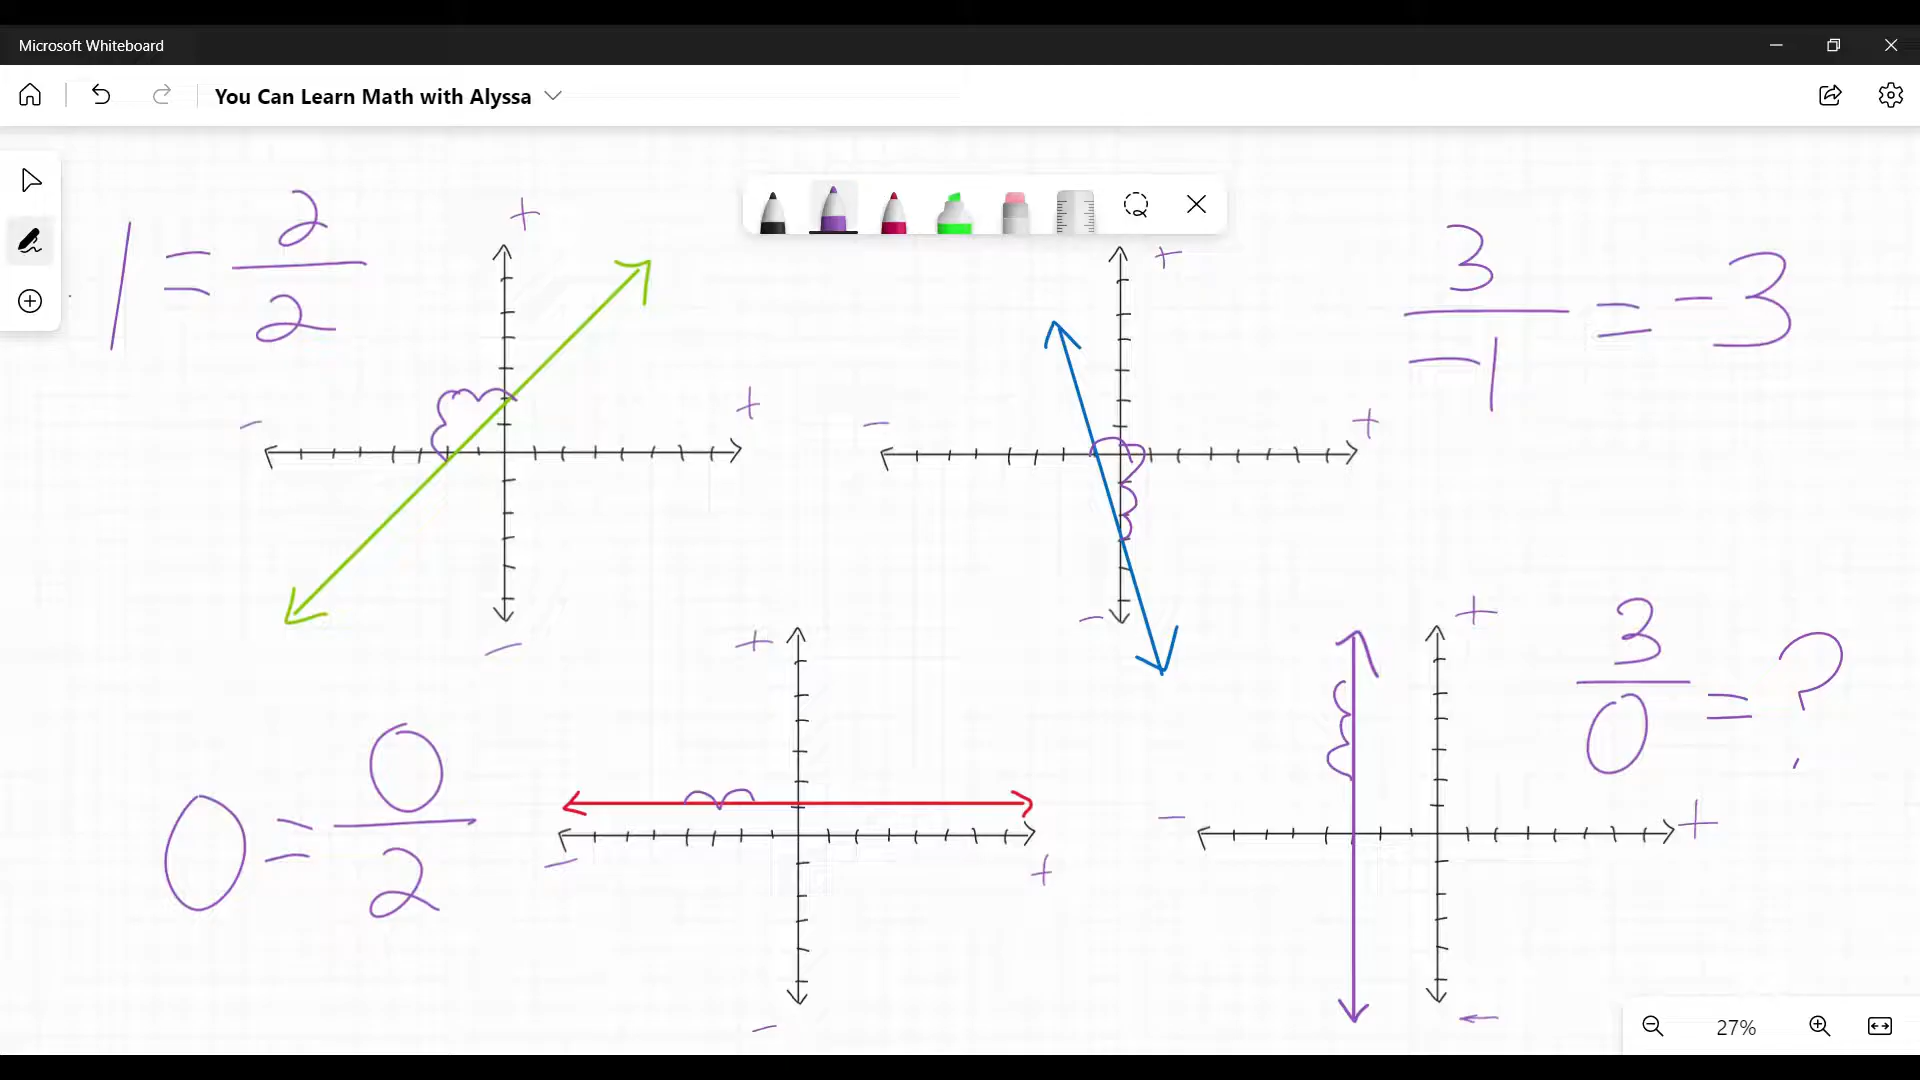 Microsoft Whiteboard
You Can Learn Math with Alyssa
1 = 2/2
+
-
+
-
+
-
+
-
3/-1 = -3
0 = 0/2
+
-
+
-
+
-
+
-
3/0 = ?
27%